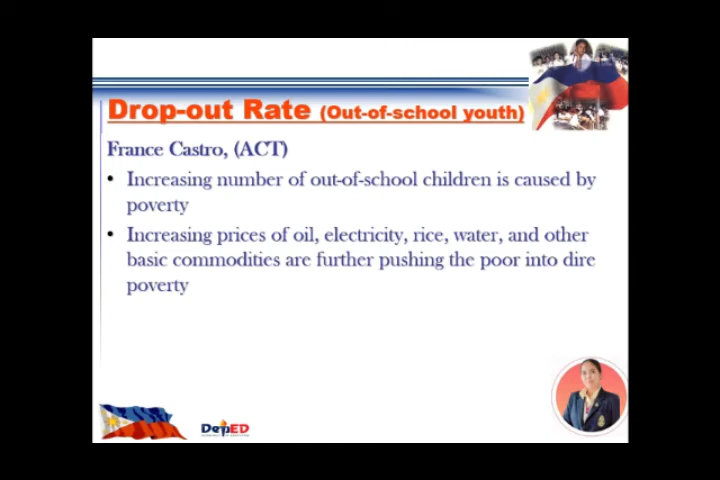 Drop-out Rate (Out-of-school youth)
France Castro, (ACT)
• Increasing number of out-of-school children is caused by
poverty
• Increasing prices of oil, electricity, rice, water, and other
basic commodities are further pushing the poor into dire
poverty
DepED